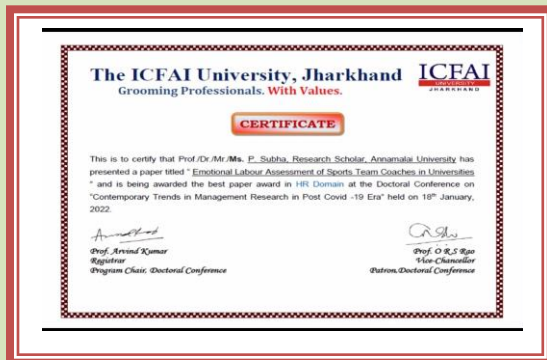 The ICFAI University, Jharkhand
Grooming Professionals. With Values.
ICFAI
UNIVERSITY
JHARKHAND
CERTIFICATE
This is to certify that Prof./Dr./Mr./Ms. P. Subha, Research Scholar, Annamalai University has
presented a paper titled " Emotional Labour Assessment of Sports Team Coaches in Universities
" and is being awarded the best paper award in HR Domain at the Doctoral Conference on
"Contemporary Trends in Management Research in Post Covid -19 Era" held on 18th January,
2022.
Prof. Arvind Kumar
Registrar
Program Chair, Doctoral Conference
Prof. O R S Rao
Vice-Chancellor
Patron, Doctoral Conference